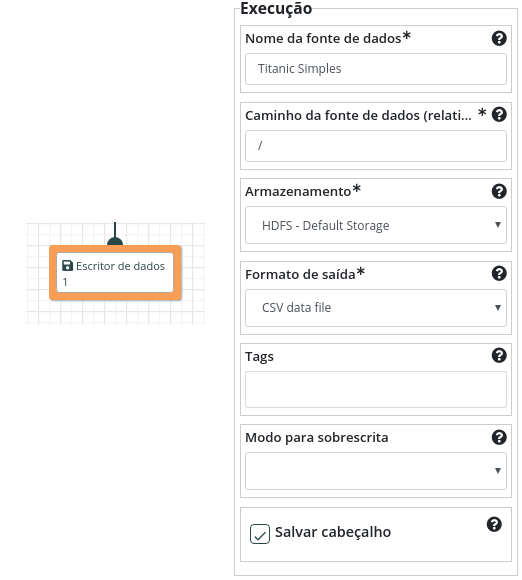 Execução
Nome da fonte de dados*
Titanic Simples
Caminho da fonte de dados (relati... *
/
Armazenamento*
HDFS - Default Storage
Formato de saída*
CSV data file
Tags
Modo para sobrescrita
Salvar cabeçalho
Escritor de dados
1